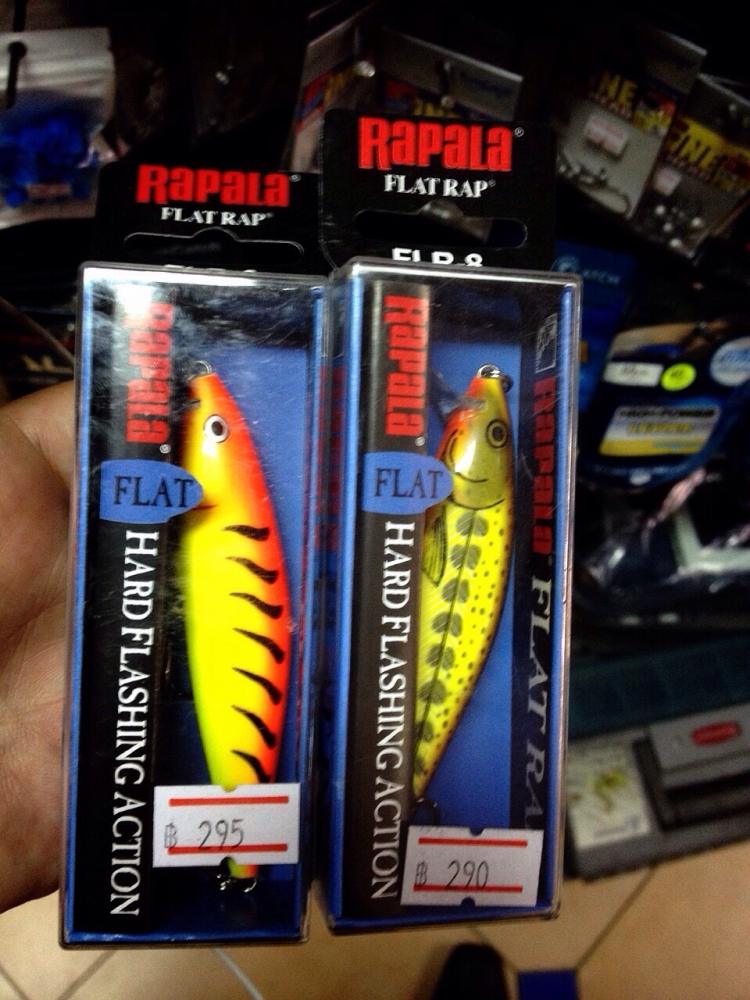 RAPALA®
FLAT RAP®
RAPALA®
FLAT
HARD FLASHING ACTION
฿ 295
RAPALA®
FLAT RAP®
FLR-8
RAPALA®
FLAT
HARD FLASHING ACTION
RAPALA®
FLAT RA
฿ 290